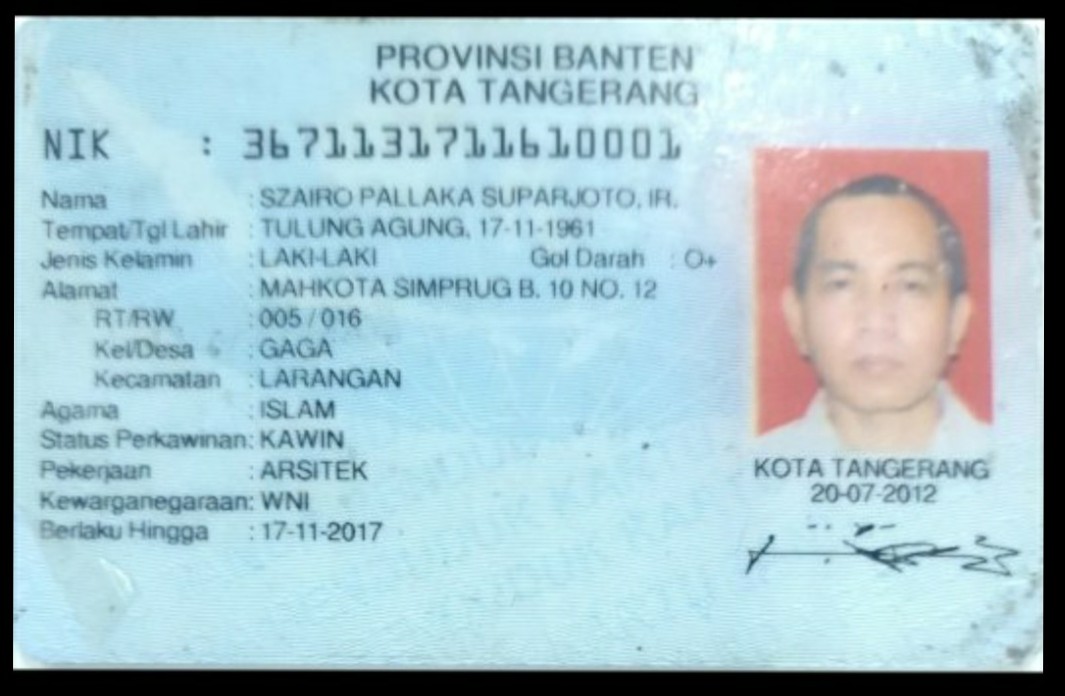 PROVINSI BANTEN
KOTA TANGERANG
NIK : 3671131711610001
Nama : SZAIRO PALLAKA SUPARJOTO, IR.
Tempat/Tgl Lahir : TULUNG AGUNG, 17-11-1961
Jenis Kelamin : LAKI-LAKI Gol Darah : O+
Alamat : MAHKOTA SIMPRUG B. 10 NO. 12
RT/RW : 005 / 016
Kel/Desa : GAGA
Kecamatan : LARANGAN
Agama : ISLAM
Status Perkawinan: KAWIN
Pekerjaan : ARSITEK
Kewarganegaraan: WNI
Berlaku Hingga : 17-11-2017
KOTA TANGERANG
20-07-2012